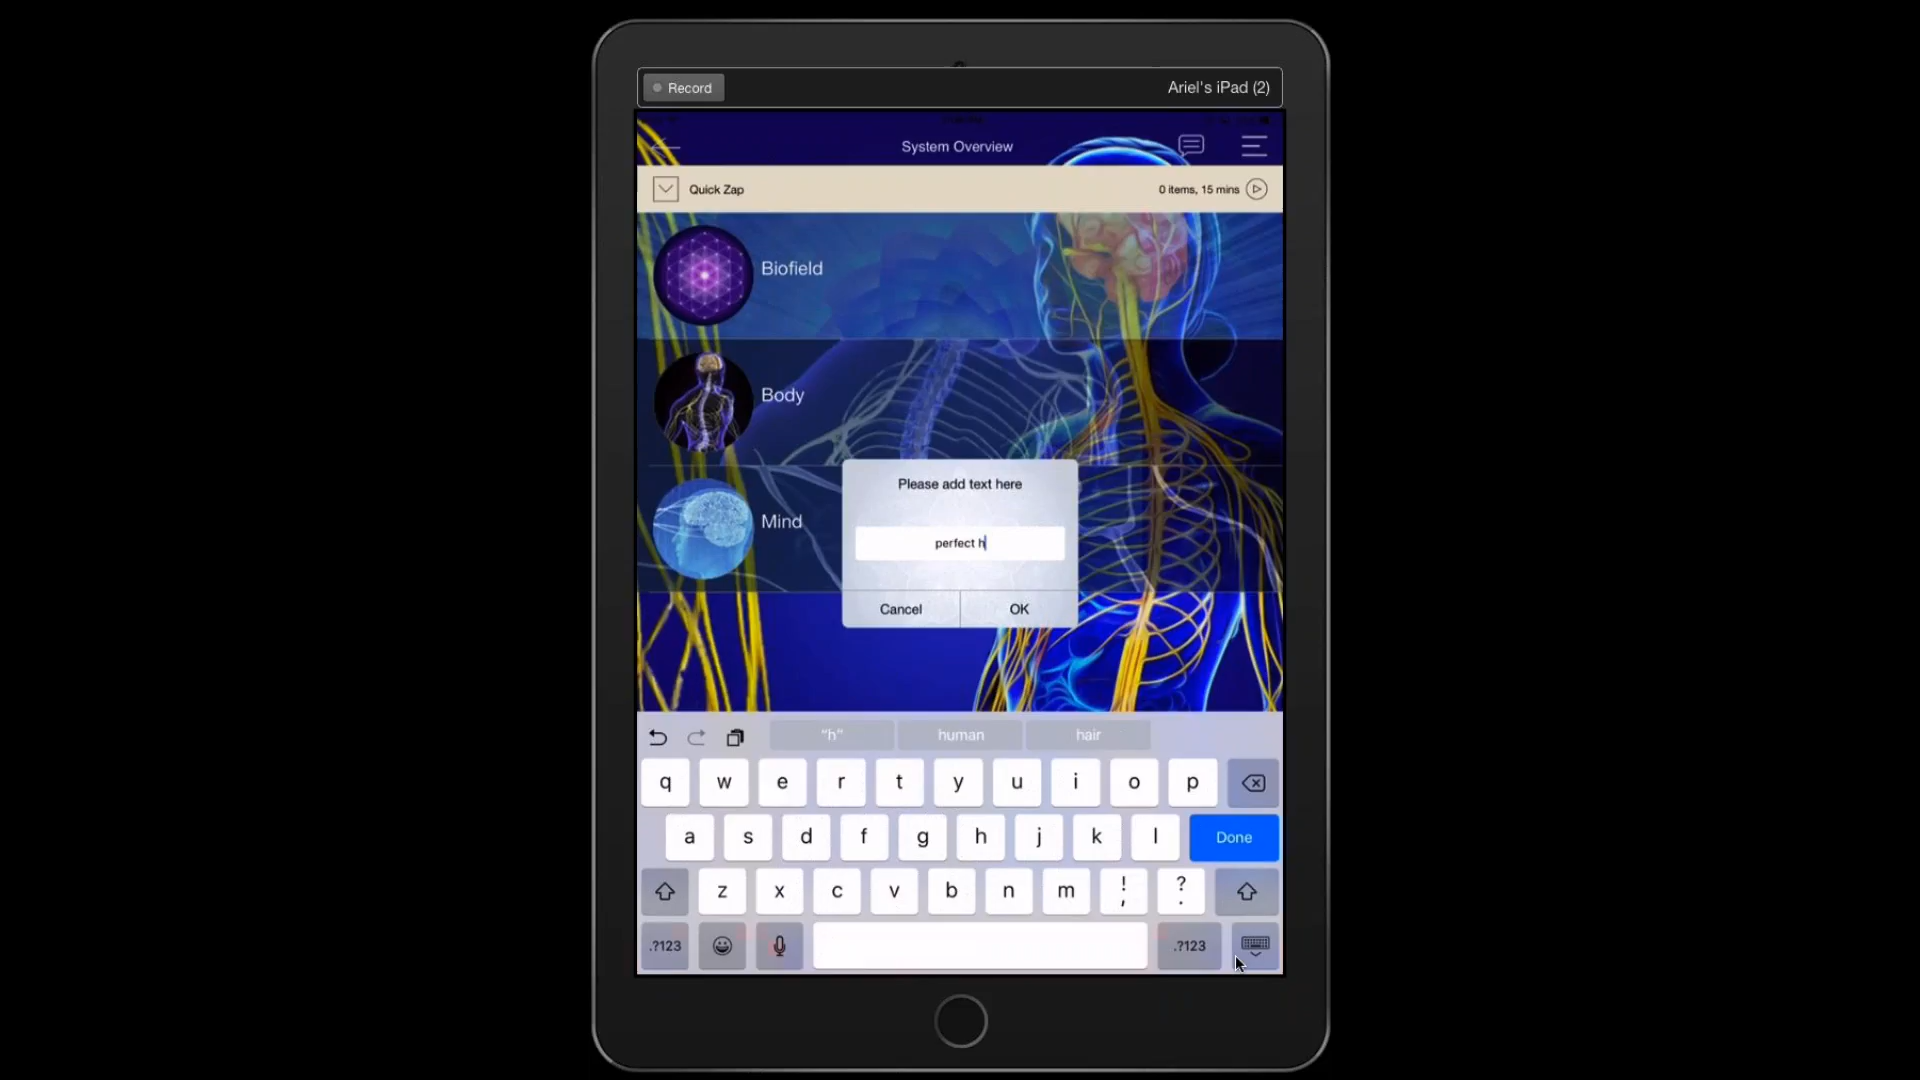 Record
Ariel's iPad (2)
System Overview
Quick Zap
0 items, 15 mins
Biofield
Body
Mind
Please add text here
perfect h
Cancel
OK
"h"
human
hair
q w e r t y u i o p
a s d f g h j k l
Done
z x c v b n m ! , ? .
.?123
.?123